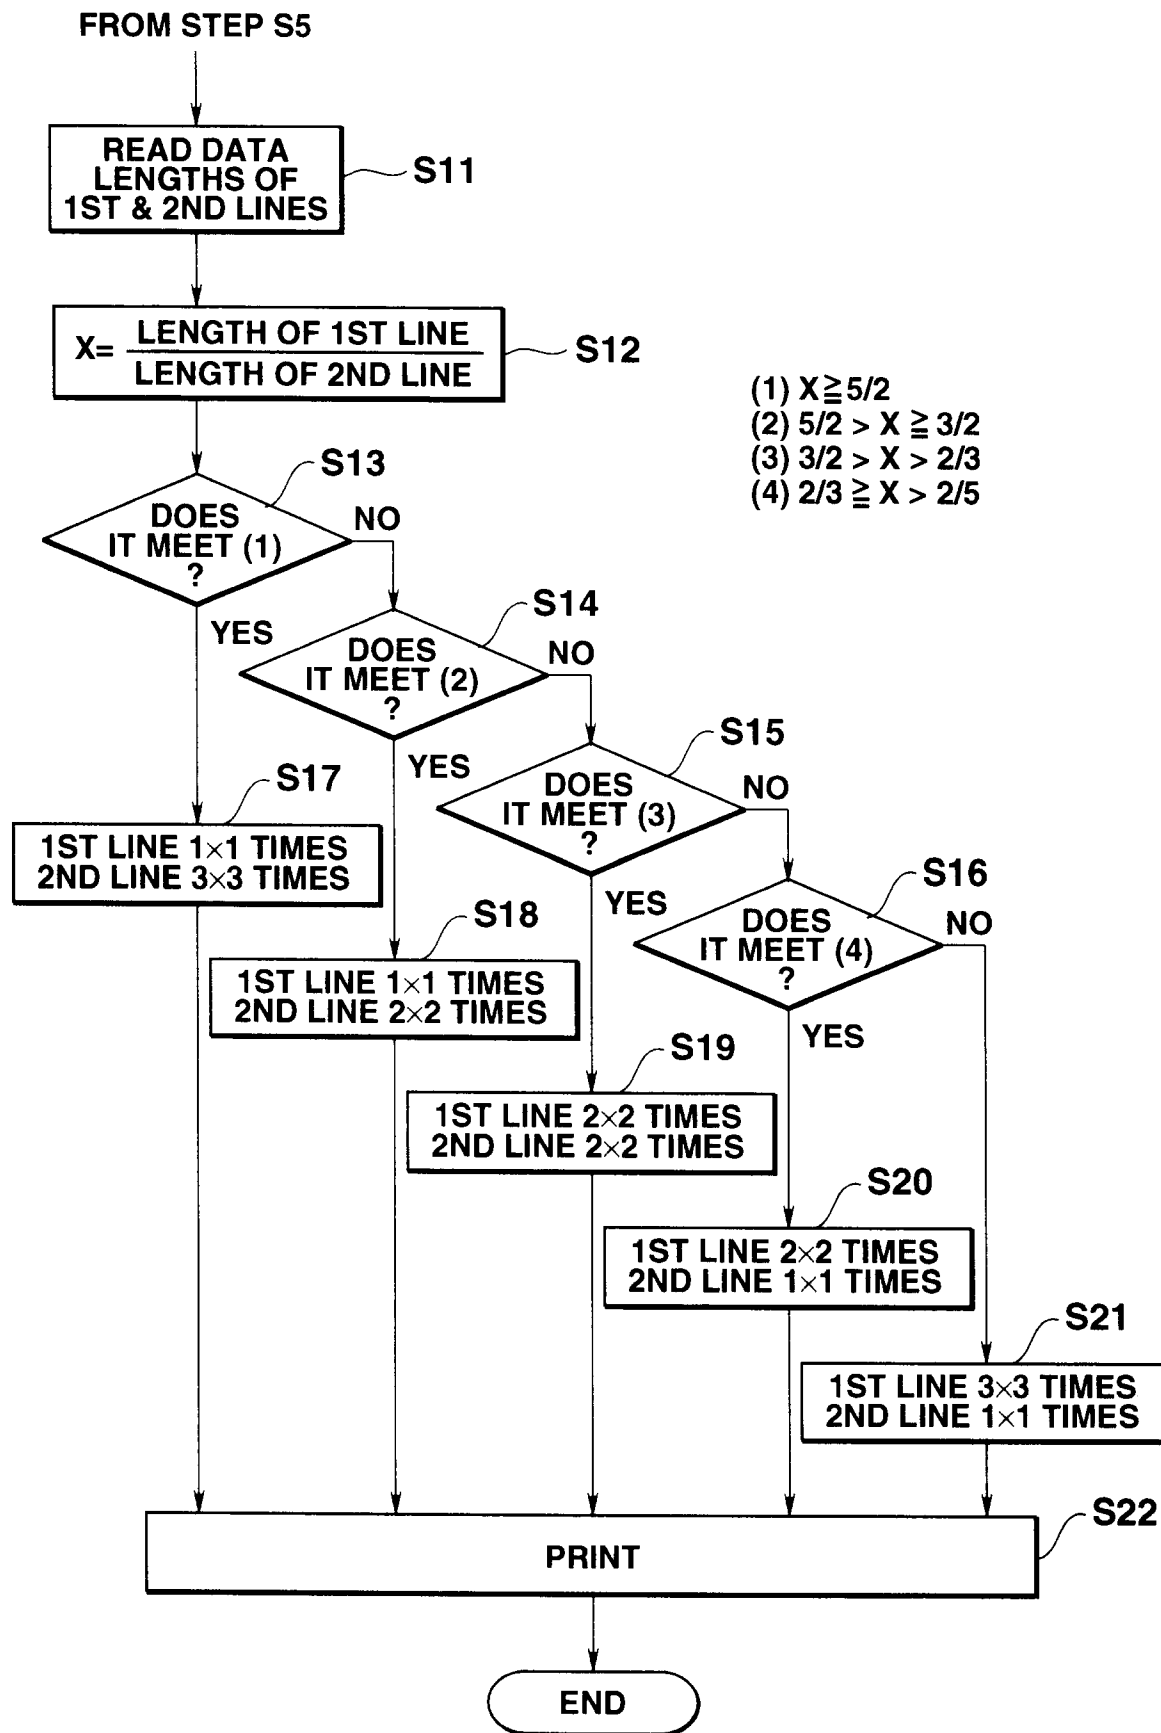 FROM STEP S5
READ DATA
LENGTHS OF
1ST & 2ND LINES
S11
X= LENGTH OF 1ST LINE
LENGTH OF 2ND LINE
S12
(1) X≧5/2
(2) 5/2 > X ≧ 3/2
(3) 3/2 > X > 2/3
(4) 2/3 ≧ X > 2/5
S13
DOES
IT MEET (1)
?
NO
YES
S14
DOES
IT MEET (2)
?
NO
YES
S15
DOES
IT MEET (3)
?
NO
YES
S16
DOES
IT MEET (4)
?
NO
YES
S17
1ST LINE 1×1 TIMES
2ND LINE 3×3 TIMES
S18
1ST LINE 1×1 TIMES
2ND LINE 2×2 TIMES
S19
1ST LINE 2×2 TIMES
2ND LINE 2×2 TIMES
S20
1ST LINE 2×2 TIMES
2ND LINE 1×1 TIMES
S21
1ST LINE 3×3 TIMES
2ND LINE 1×1 TIMES
S22
PRINT
END